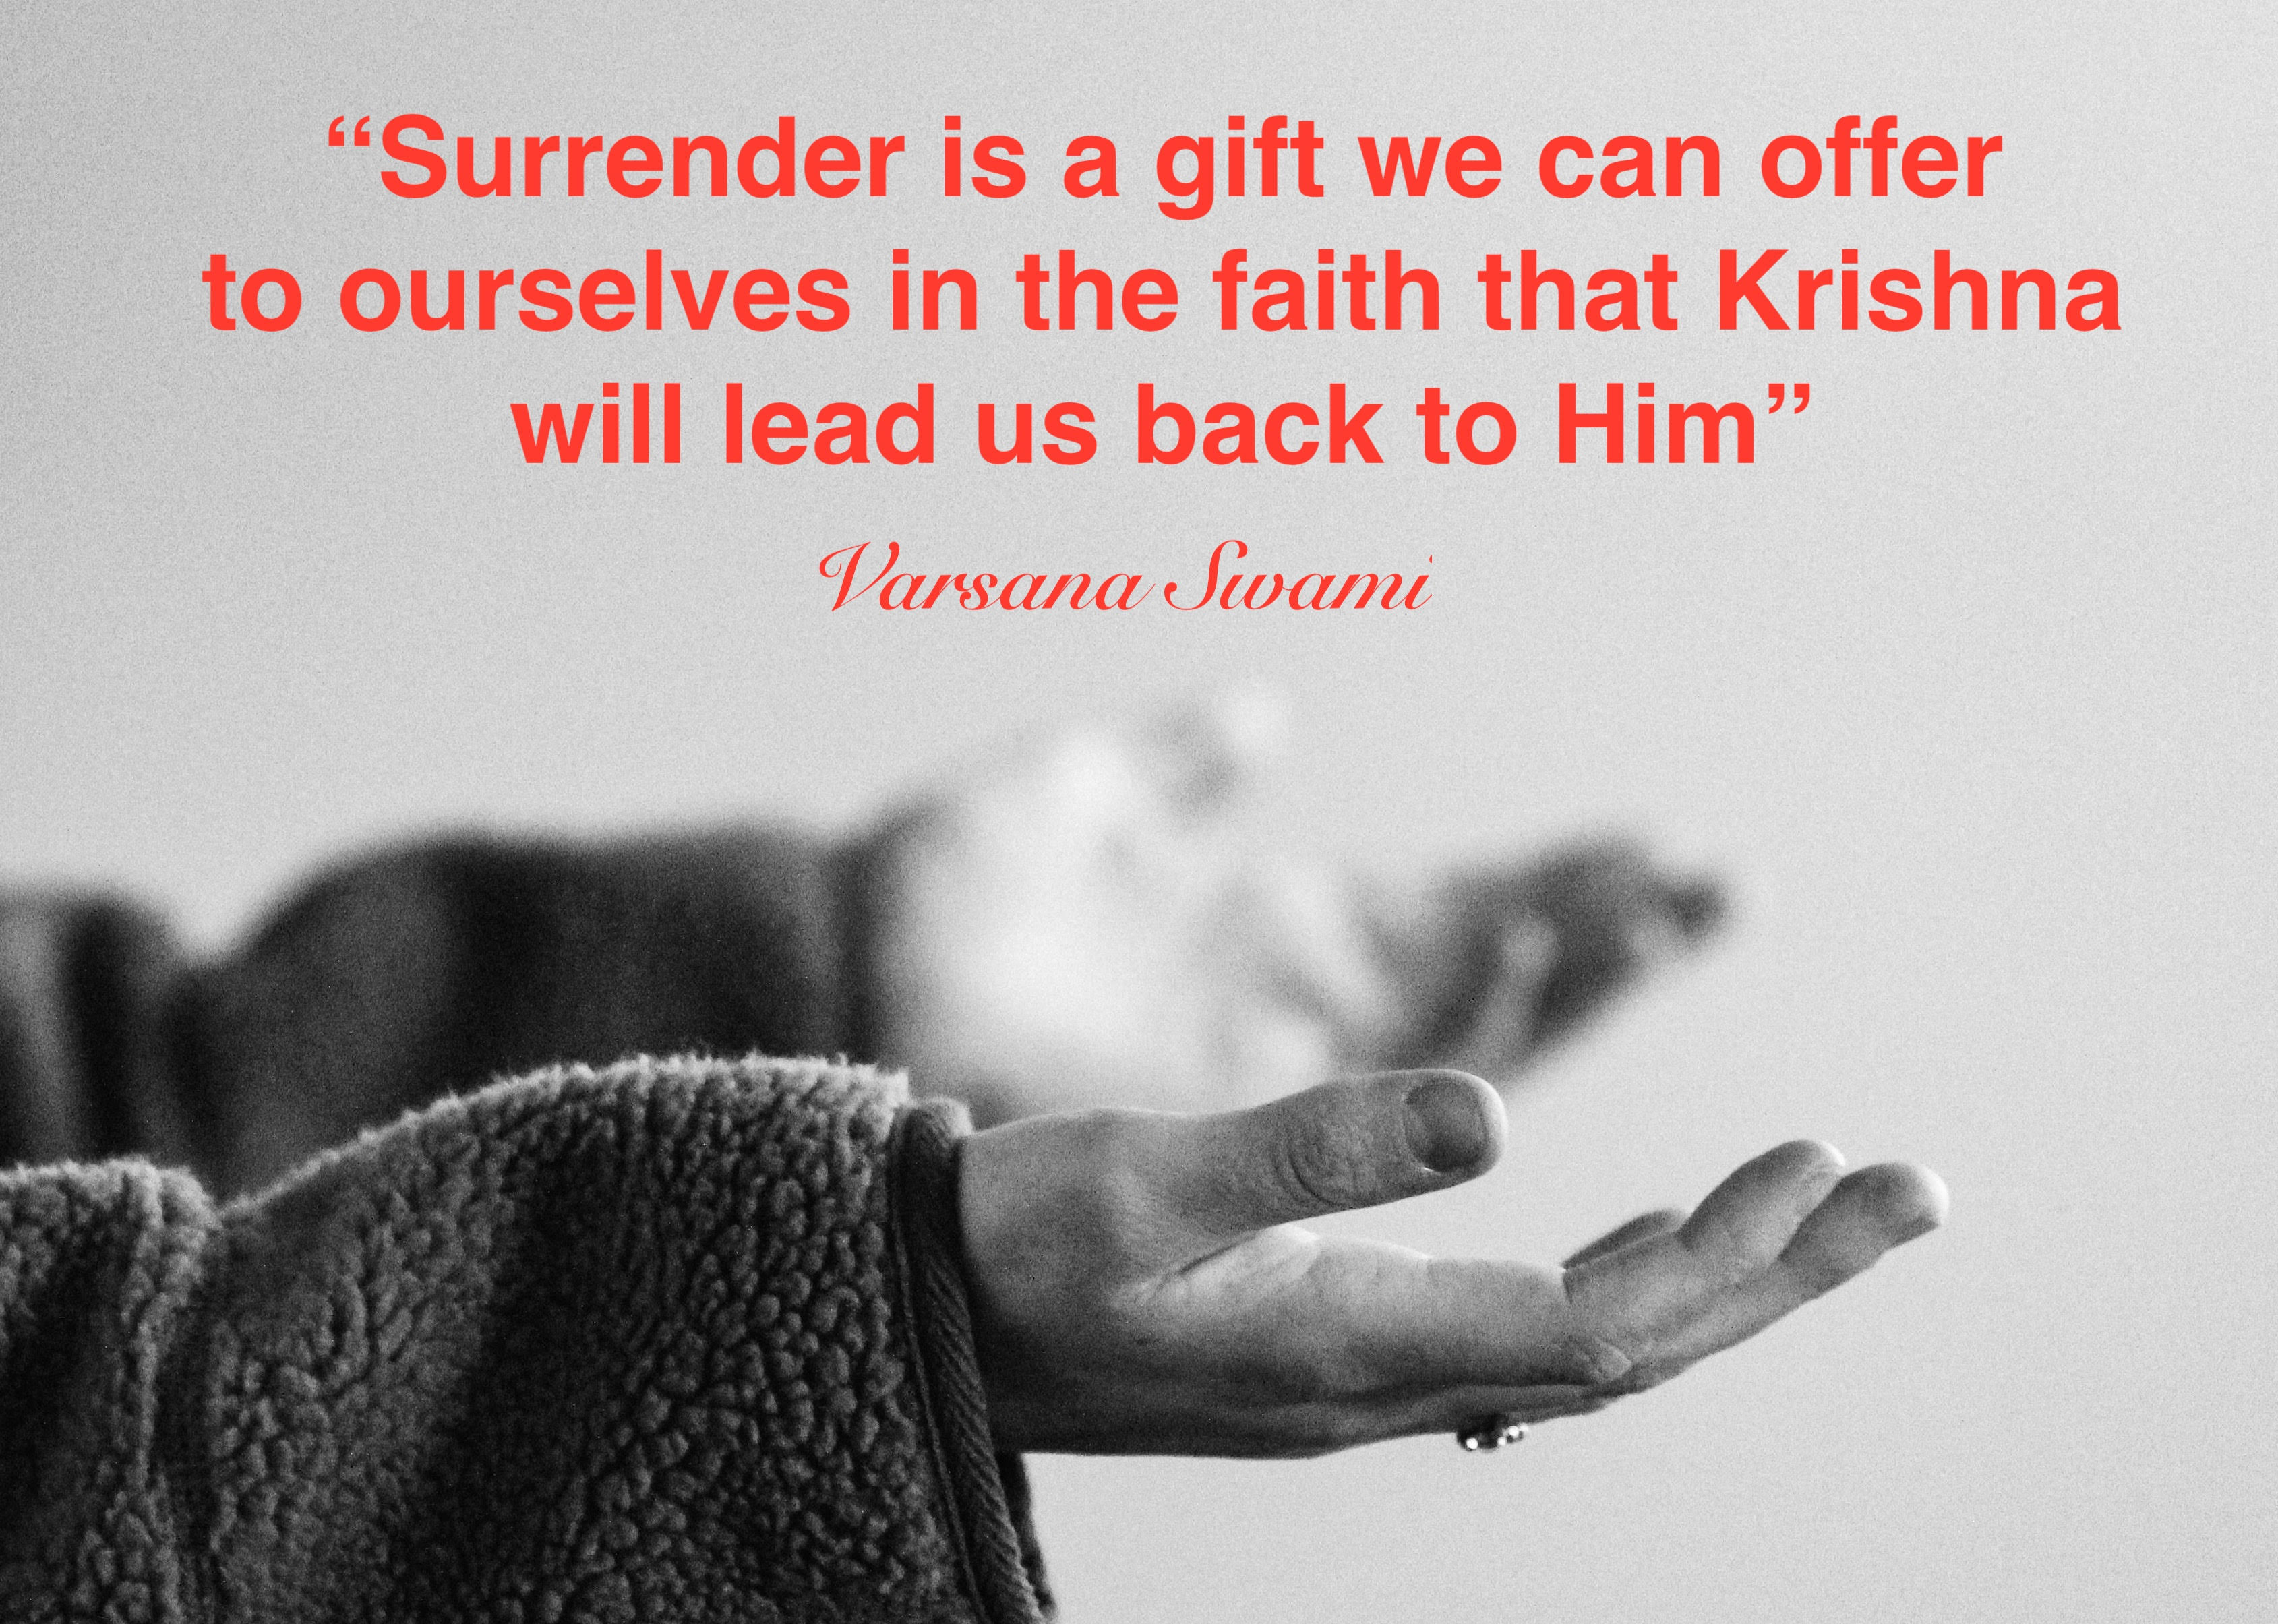 “Surrender is a gift we can offer
to ourselves in the faith that Krishna
will lead us back to Him”
Varsana Swami